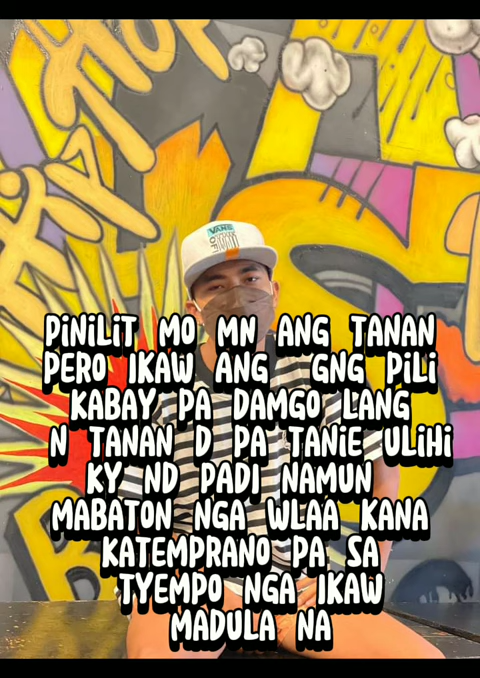 VANS
PiNiLiT MO MN ANG TANAN
PERO IKAW ANG GNG PiLi
KABAY PA DAMGO LANG
N TANAN D PA TANiE ULiHi
KY ND PADI NAMUN
MABATON NGA WLAA KANA
KATEMPRANO PA SA
TYEMPO NGA IKAW
MADULA NA